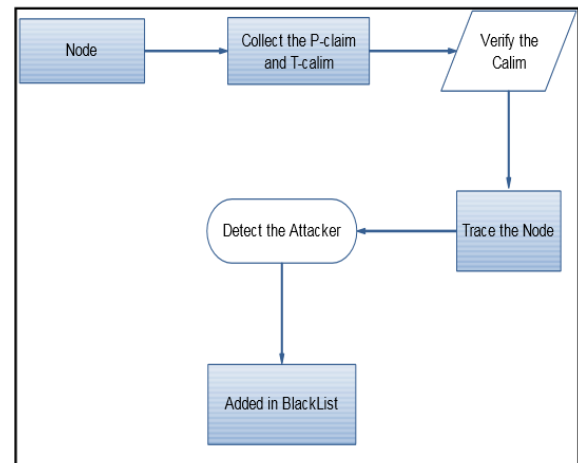 Node
Collect the P-claim
and T-calim
Verify the
Calim
Trace the Node
Detect the Attacker
Added in BlackList